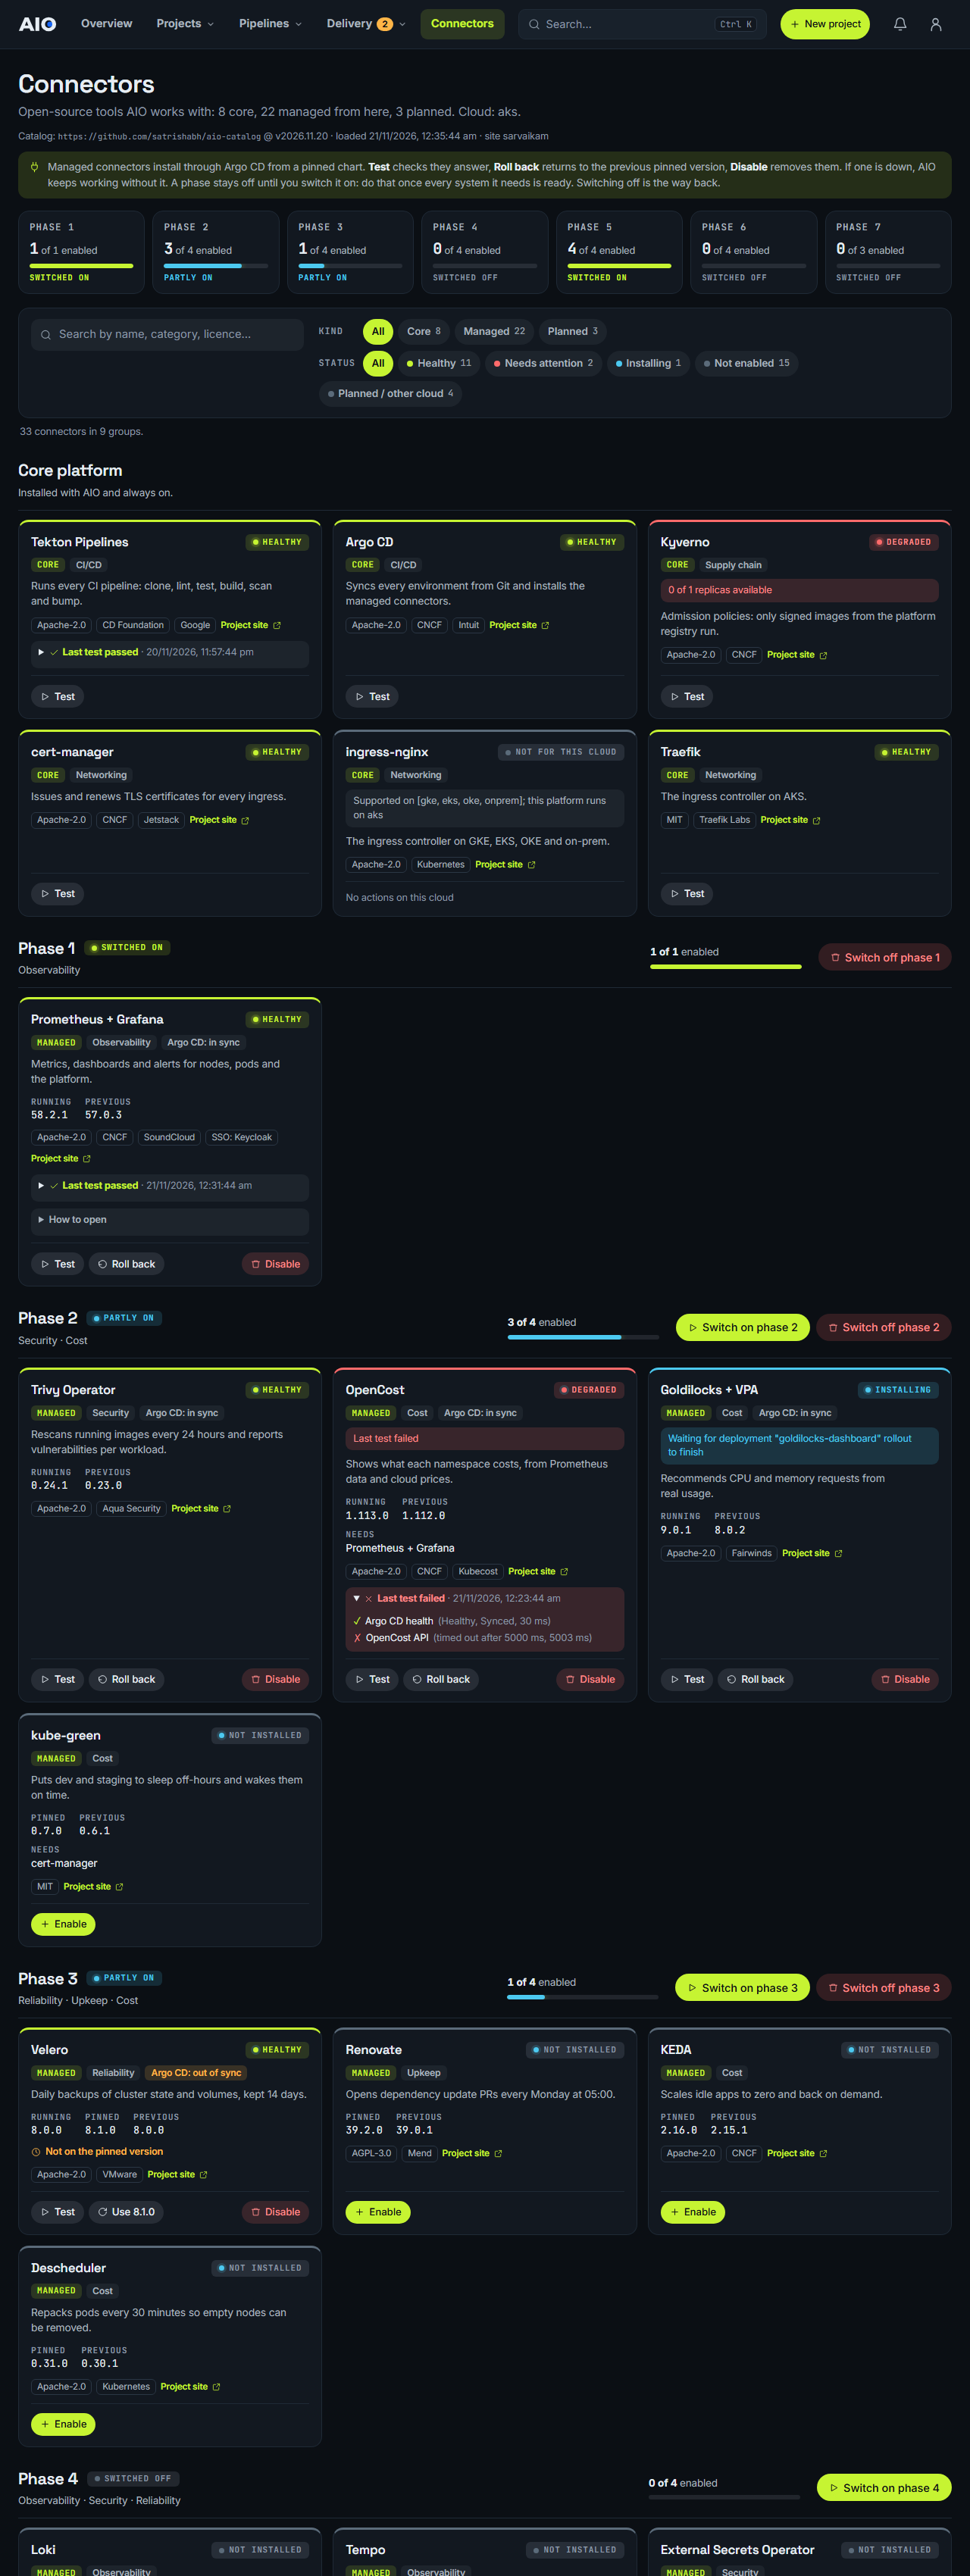 AIO
Overview
Projects
Pipelines
Delivery 2
Connectors
Search...
Ctrl K
New project
Connectors
Open-source tools AIO works with: 8 core, 22 managed from here, 3 planned. Cloud: aks.
Catalog: https://github.com/satrishabh/aio-catalog @ v2026.11.20 · loaded 21/11/2026, 12:35:44 am · site sarvaikam
Managed connectors install through Argo CD from a pinned chart. Test checks they answer, Roll back returns to the previous pinned version, Disable removes them. If one is down, AIO
keeps working without it. A phase stays off until you switch it on: do that once every system it needs is ready. Switching off is the way back.
PHASE 1
1 of 1 enabled
SWITCHED ON
PHASE 2
3 of 4 enabled
PARTLY ON
PHASE 3
1 of 4 enabled
PARTLY ON
PHASE 4
0 of 4 enabled
SWITCHED OFF
PHASE 5
4 of 4 enabled
SWITCHED ON
PHASE 6
0 of 4 enabled
SWITCHED OFF
PHASE 7
0 of 3 enabled
SWITCHED OFF
Search by name, category, licence...
KIND All Core 8 Managed 22 Planned 3
STATUS All Healthy 11 Needs attention 2 Installing 1 Not enabled 15
Planned / other cloud 4
33 connectors in 9 groups.
Core platform
Installed with AIO and always on.
Tekton Pipelines
HEALTHY
CORE CI/CD
Runs every CI pipeline: clone, lint, test, build, scan
and bump.
Apache-2.0 CD Foundation Google Project site
Last test passed · 20/11/2026, 11:57:44 pm
Test
Argo CD
HEALTHY
CORE CI/CD
Syncs every environment from Git and installs the
managed connectors.
Apache-2.0 CNCF Intuit Project site
Test
Kyverno
DEGRADED
CORE Supply chain
0 of 1 replicas available
Admission policies: only signed images from the platform
registry run.
Apache-2.0 CNCF Project site
Test
cert-manager
HEALTHY
CORE Networking
Issues and renews TLS certificates for every ingress.
Apache-2.0 CNCF Jetstack Project site
Test
ingress-nginx
NOT FOR THIS CLOUD
CORE Networking
Supported on [gke, eks, oke, onprem]; this platform runs
on aks
The ingress controller on GKE, EKS, OKE and on-prem.
Apache-2.0 Kubernetes Project site
No actions on this cloud
Traefik
HEALTHY
CORE Networking
The ingress controller on AKS.
MIT Traefik Labs Project site
Test
Phase 1 SWITCHED ON
Observability
1 of 1 enabled
Switch off phase 1
Prometheus + Grafana
HEALTHY
MANAGED Observability Argo CD: in sync
Metrics, dashboards and alerts for nodes, pods and
the platform.
RUNNING PREVIOUS
58.2.1 57.0.3
Apache-2.0 CNCF SoundCloud SSO: Keycloak
Project site
Last test passed · 21/11/2026, 12:31:44 am
How to open
Test Roll back Disable
Phase 2 PARTLY ON
Security · Cost
3 of 4 enabled
Switch on phase 2
Switch off phase 2
Trivy Operator
HEALTHY
MANAGED Security Argo CD: in sync
Rescans running images every 24 hours and reports
vulnerabilities per workload.
RUNNING PREVIOUS
0.24.1 0.23.0
Apache-2.0 Aqua Security Project site
Test Roll back Disable
OpenCost
DEGRADED
MANAGED Cost Argo CD: in sync
Last test failed
Shows what each namespace costs, from Prometheus
data and cloud prices.
RUNNING PREVIOUS
1.113.0 1.112.0
NEEDS
Prometheus + Grafana
Apache-2.0 CNCF Kubecost Project site
Last test failed · 21/11/2026, 12:23:44 am
✓ Argo CD health (Healthy, Synced, 30 ms)
✗ OpenCost API (timed out after 5000 ms, 5003 ms)
Test Roll back Disable
Goldilocks + VPA
INSTALLING
MANAGED Cost Argo CD: in sync
Waiting for deployment "goldilocks-dashboard" rollout
to finish
Recommends CPU and memory requests from
real usage.
RUNNING PREVIOUS
9.0.1 8.0.2
Apache-2.0 Fairwinds Project site
Test Roll back Disable
kube-green
NOT INSTALLED
MANAGED Cost
Puts dev and staging to sleep off-hours and wakes them
on time.
PINNED PREVIOUS
0.7.0 0.6.1
NEEDS
cert-manager
MIT Project site
Enable
Phase 3 PARTLY ON
Reliability · Upkeep · Cost
1 of 4 enabled
Switch on phase 3
Switch off phase 3
Velero
HEALTHY
MANAGED Reliability Argo CD: out of sync
Daily backups of cluster state and volumes, kept 14 days.
RUNNING PINNED PREVIOUS
8.0.0 8.1.0 8.0.0
Not on the pinned version
Apache-2.0 VMware Project site
Test Use 8.1.0 Disable
Renovate
NOT INSTALLED
MANAGED Upkeep
Opens dependency update PRs every Monday at 05:00.
PINNED PREVIOUS
39.2.0 39.0.1
AGPL-3.0 Mend Project site
Enable
KEDA
NOT INSTALLED
MANAGED Cost
Scales idle apps to zero and back on demand.
PINNED PREVIOUS
2.16.0 2.15.1
Apache-2.0 CNCF Project site
Enable
Descheduler
NOT INSTALLED
MANAGED Cost
Repacks pods every 30 minutes so empty nodes can
be removed.
PINNED PREVIOUS
0.31.0 0.30.1
Apache-2.0 Kubernetes Project site
Enable
Phase 4 SWITCHED OFF
Observability · Security · Reliability
0 of 4 enabled
Switch on phase 4
Loki
NOT INSTALLED
MANAGED Observability
Tempo
NOT INSTALLED
MANAGED Observability
External Secrets Operator
NOT INSTALLED
MANAGED Security